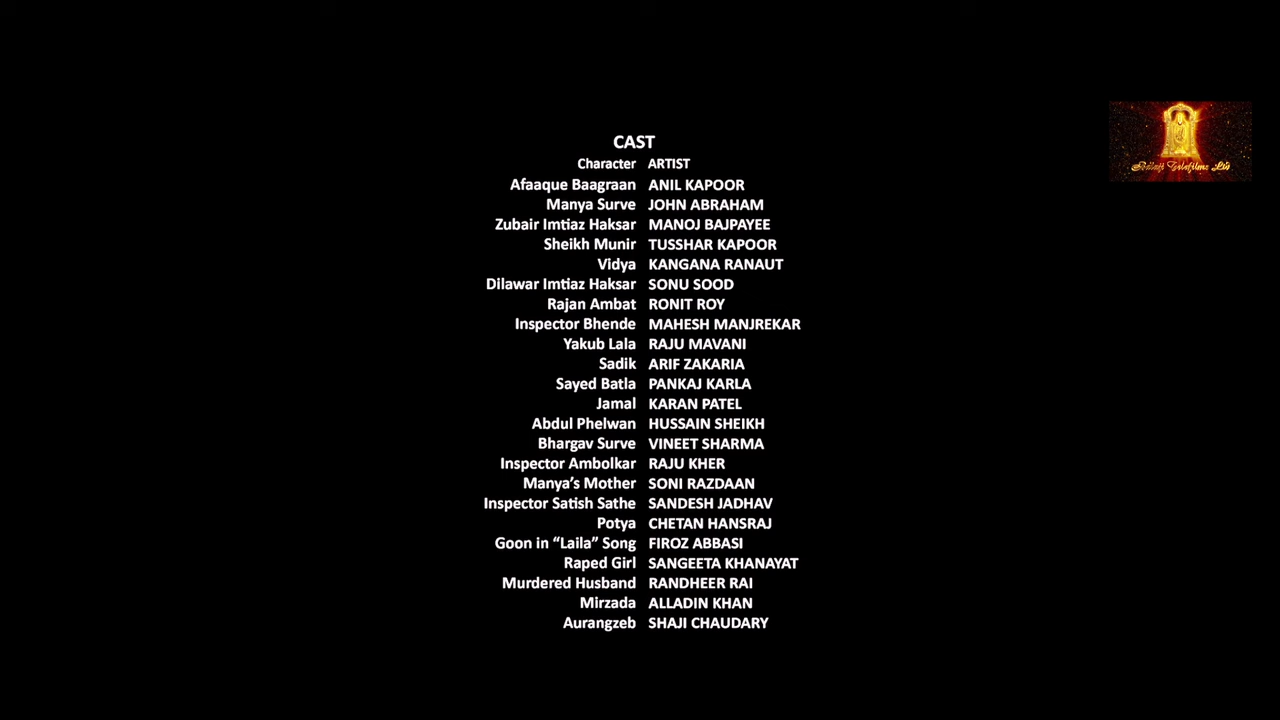 CAST
Character ARTIST
Afaaque Baagraan ANIL KAPOOR
Manya Surve JOHN ABRAHAM
Zubair Imtiaz Haksar MANOJ BAJPAYEE
Sheikh Munir TUSSHAR KAPOOR
Vidya KANGANA RANAUT
Dilawar Imtiaz Haksar SONU SOOD
Rajan Ambat RONIT ROY
Inspector Bhende MAHESH MANJREKAR
Yakub Lala RAJU MAVANI
Sadik ARIF ZAKARIA
Sayed Batla PANKAJ KARLA
Jamal KARAN PATEL
Abdul Phelwan HUSSAIN SHEIKH
Bhargav Surve VINEET SHARMA
Inspector Ambolkar RAJU KHER
Manya’s Mother SONI RAZDAAN
Inspector Satish Sathe SANDESH JADHAV
Potya CHETAN HANSRAJ
Goon in “Laila” Song FIROZ ABBASI
Raped Girl SANGEETA KHANAYAT
Murdered Husband RANDHEER RAI
Mirzada ALLADIN KHAN
Aurangzeb SHAJI CHAUDARY
Balaji Telefilms Ltd